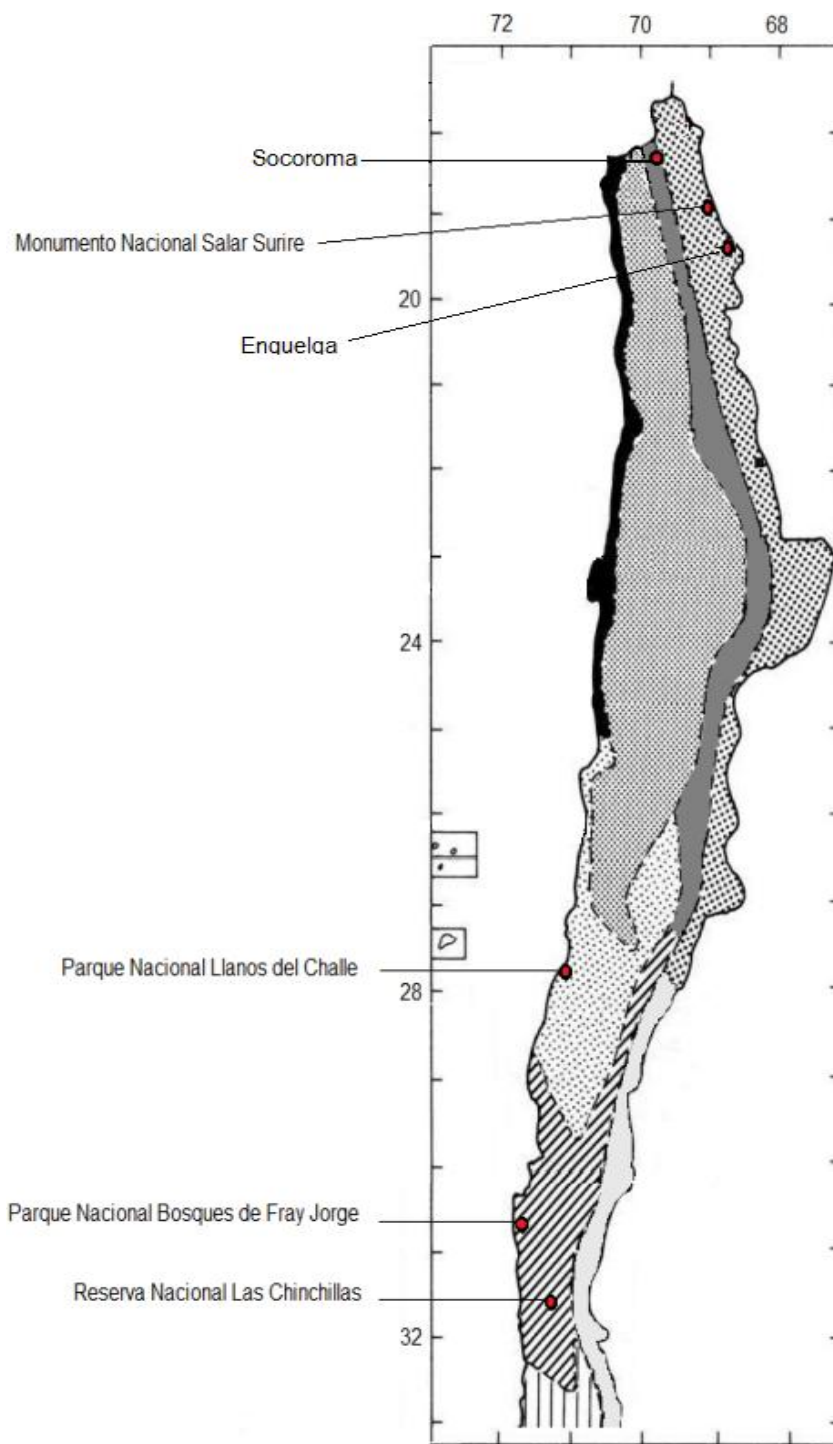 72 70 68
Socoroma
Monumento Nacional Salar Surire
20
Enquelga
24
Parque Nacional Llanos del Challe
28
Parque Nacional Bosques de Fray Jorge
Reserva Nacional Las Chinchillas
32